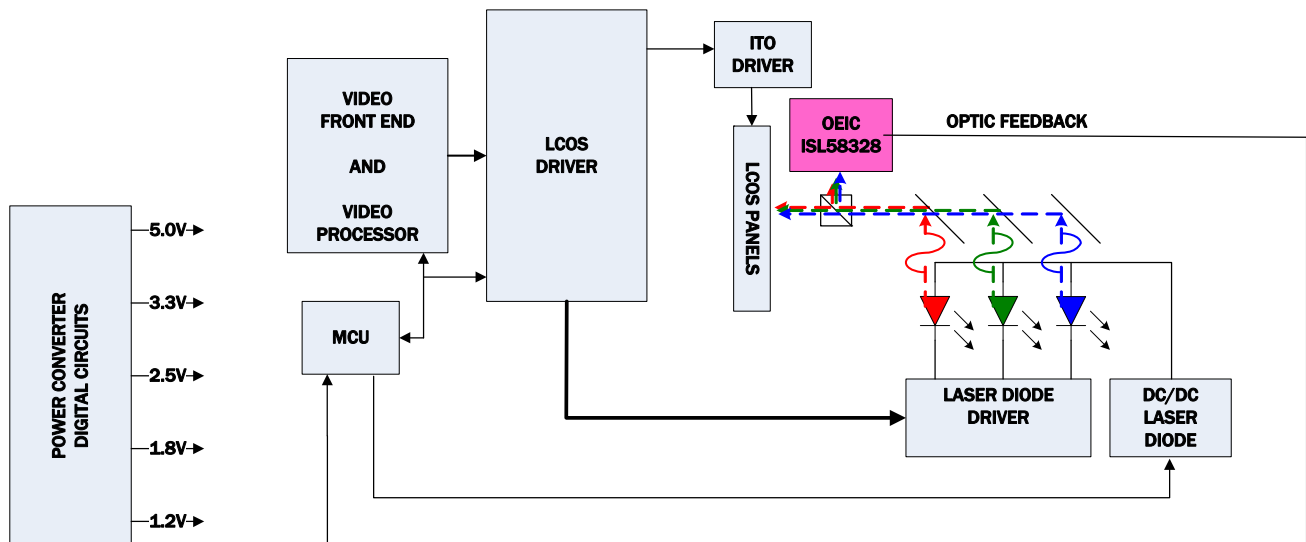 VIDEO
FRONT END
AND
VIDEO
PROCESSOR
LCOS
DRIVER
ITO
DRIVER
OEIC
ISL58328
OPTIC FEEDBACK
LCOS PANELS
POWER CONVERTER
DIGITAL CIRCUITS
5.0V
3.3V
2.5V
1.8V
1.2V
MCU
LASER DIODE
DRIVER
DC/DC
LASER
DIODE